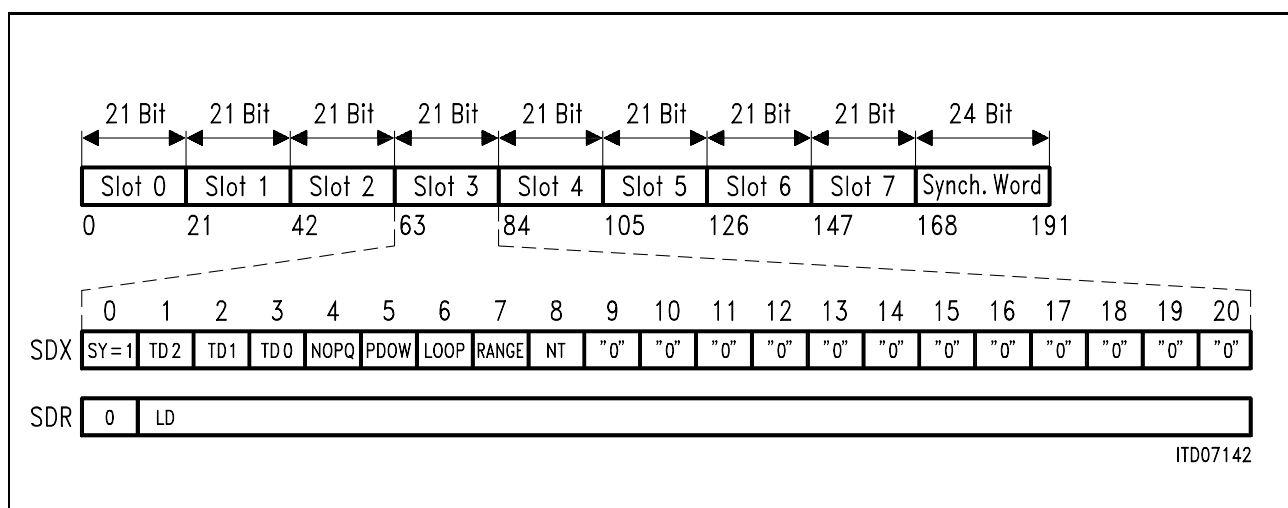 21 Bit 21 Bit 21 Bit 21 Bit 21 Bit 21 Bit 21 Bit 21 Bit 24 Bit
Slot 0 Slot 1 Slot 2 Slot 3 Slot 4 Slot 5 Slot 6 Slot 7 Synch. Word
0 21 42 63 84 105 126 147 168 191
0 1 2 3 4 5 6 7 8 9 10 11 12 13 14 15 16 17 18 19 20
SDX SY=1 TD2 TD1 TD0 NOPQ PDOW LOOP RANGE NT "0" "0" "0" "0" "0" "0" "0" "0" "0" "0" "0" "0"
SDR 0 LD
ITD07142